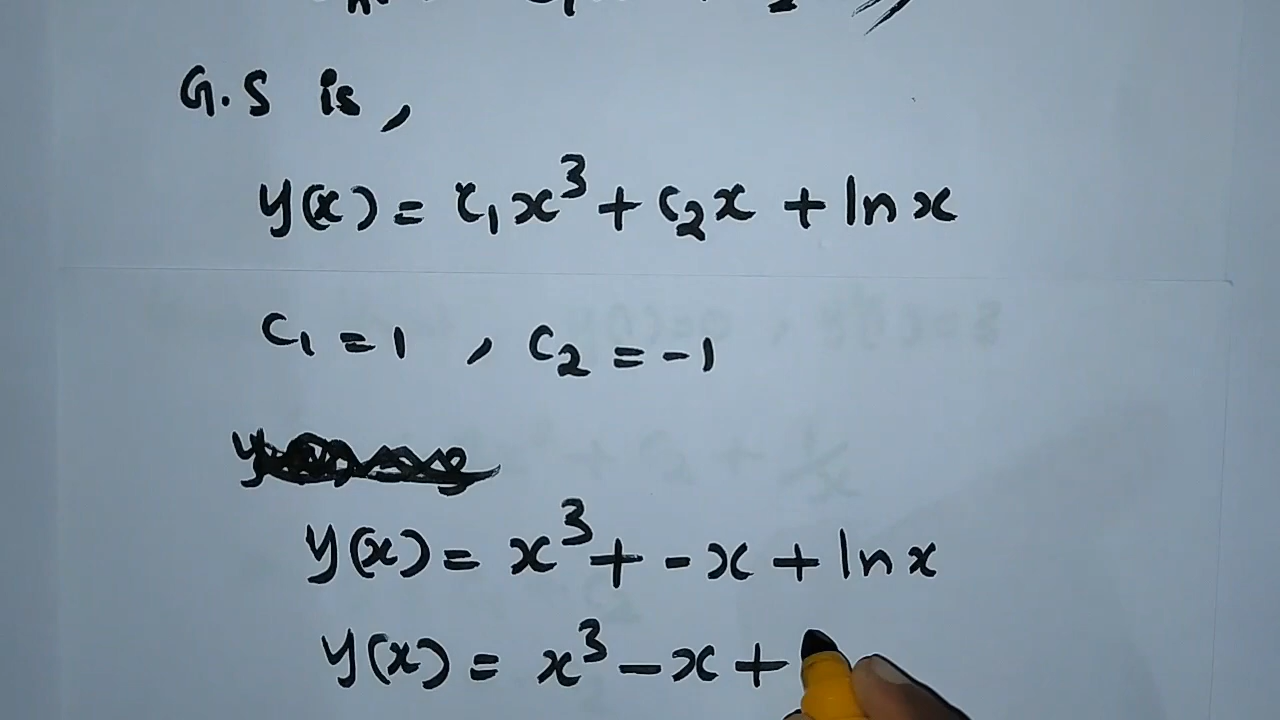 G.S is,
y(x) = c₁x³ + c₂x + ln x
c₁ = 1 , c₂ = -1
y(x) = x³ + -x + ln x
y(x) = x³ - x +